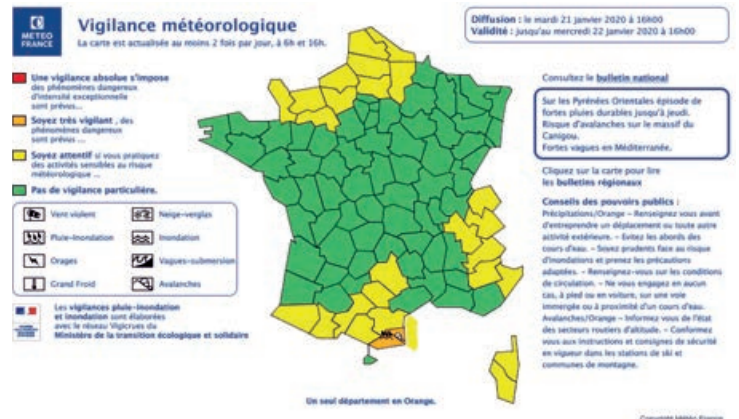 METEO
FRANCE
Vigilance météorologique
La carte est actualisée au moins 2 fois par jour, à 6h et 16h.
Diffusion : le mardi 21 janvier 2020 à 16h00
Validité : jusqu'au mercredi 22 janvier 2020 à 16h00
Une vigilance absolue s'impose
des phénomènes dangereux
d'intensité exceptionnelle
sont prévus...
Soyez très vigilant , des
phénomènes dangereux
sont prévus ...
Soyez attentif si vous pratiquez
des activités sensibles au risque
météorologique ...
Pas de vigilance particulière.
Vent violent
Neige-verglas
Pluie-Inondation
Inondation
Orages
Vagues-submersion
Grand Froid
Avalanches
Les vigilances pluie-inondation
et inondation sont élaborées
avec le réseau Vigicrues du
Ministère de la transition écologique et solidaire
Un seul département en Orange.
Consultez le bulletin national
Sur les Pyrénées Orientales épisode de
fortes pluies durables jusqu'à jeudi.
Risque d'avalanches sur le massif du
Canigou.
Fortes vagues en Méditerranée.
Cliquez sur la carte pour lire
les bulletins régionaux
Conseils des pouvoirs publics :
Précipitations/Orange – Renseignez vous avant
d'entreprendre un déplacement ou toute autre
activité extérieure. – Evitez les abords des
cours d'eau. – Soyez prudents face au risque
d'inondations et prenez les précautions
adaptées. – Renseignez-vous sur les conditions
de circulation. – Ne vous engagez en aucun
cas, à pied ou en voiture, sur une voie
immergée ou à proximité d'un cours d'eau.
Avalanches/Orange – Informez vous de l'état
des secteurs routiers d'altitude. – Conformez
vous aux instructions et consignes de sécurité
en vigueur dans les stations de ski et
communes de montagne.
Copyright Météo-France